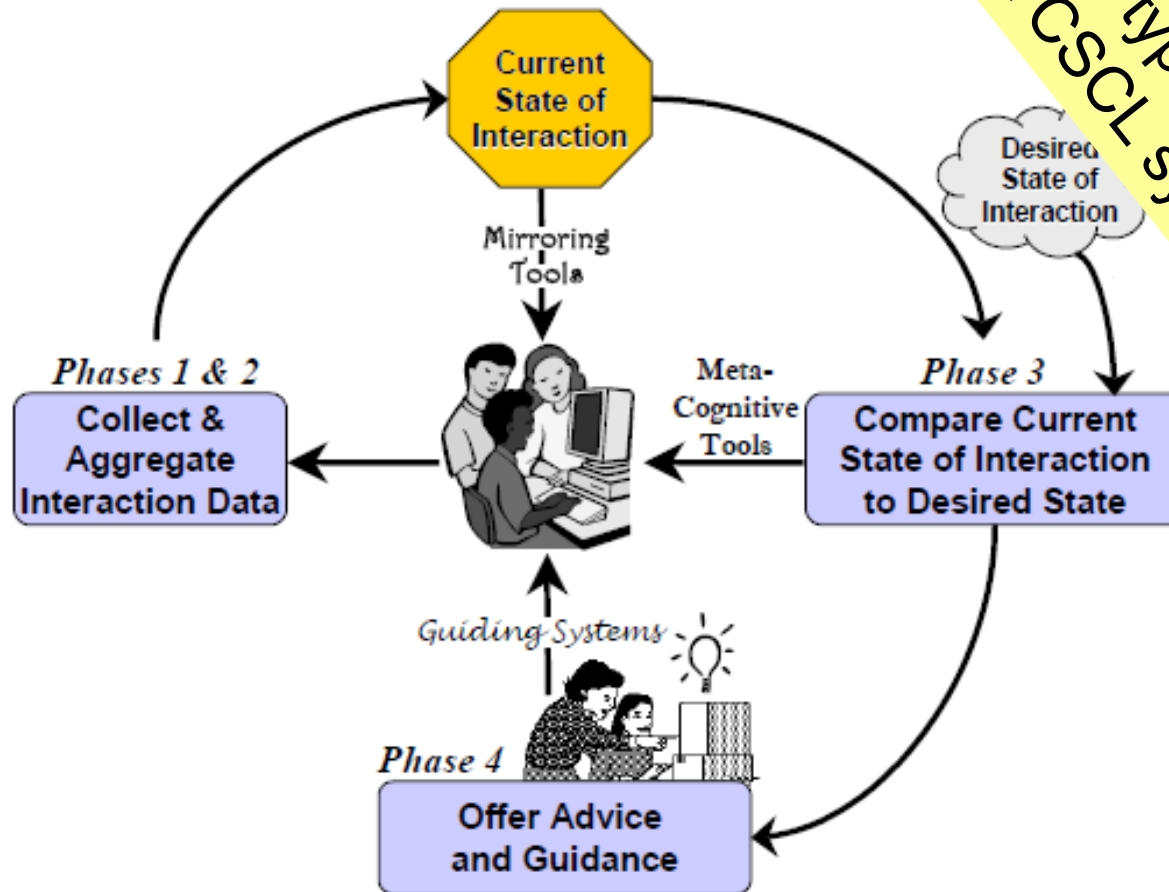 Current
State of
Interaction
CSCL
Desired
State of
Interaction
Mirroring
Tools
Phases 1 & 2
Collect &
Aggregate
Interaction Data
Meta-
Cognitive
Tools
Phase 3
Compare Current
State of Interaction
to Desired State
Guiding Systems
Phase 4
Offer Advice
and Guidance